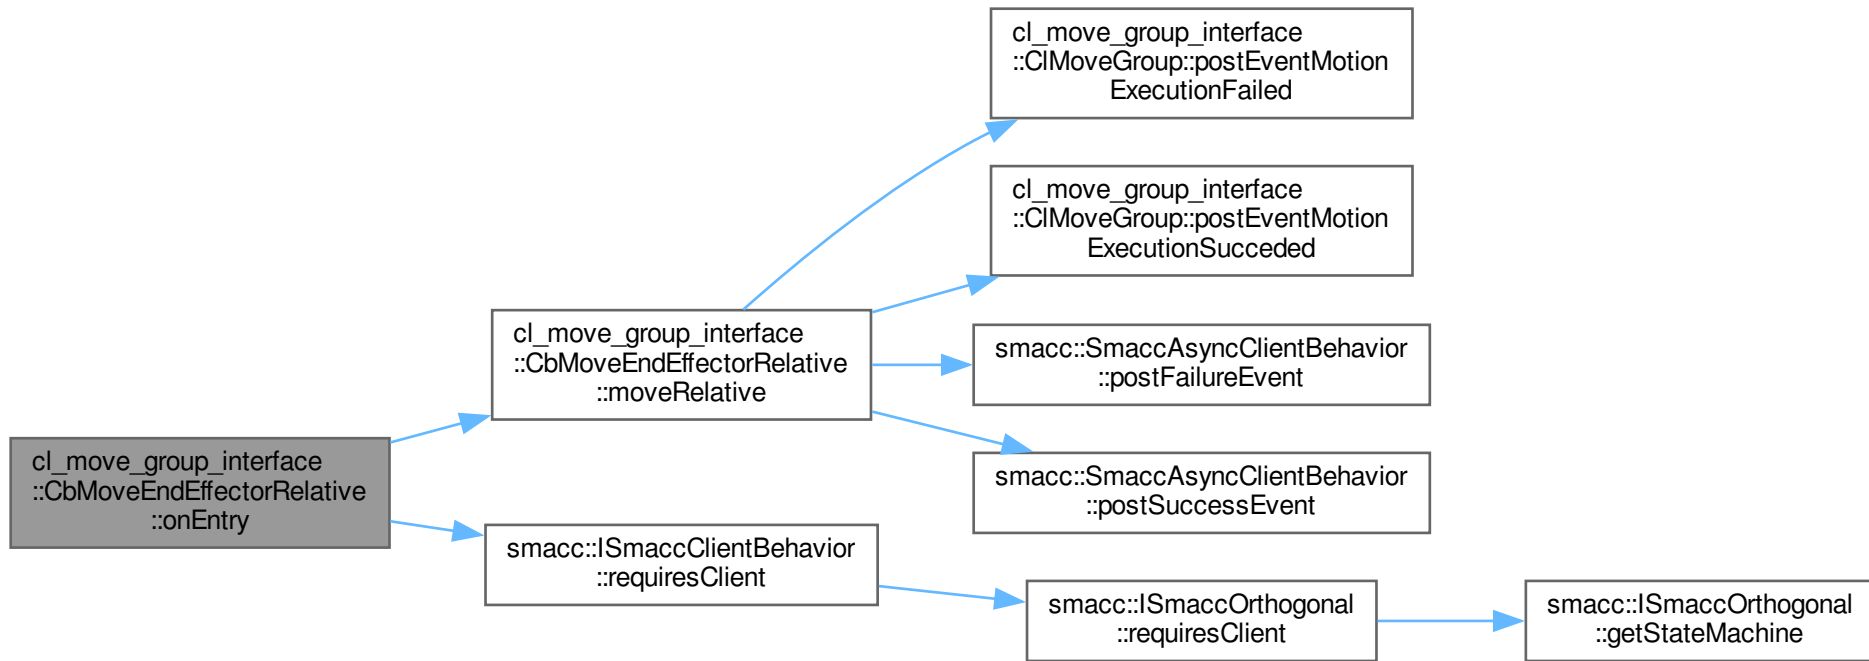 cl_move_group_interface
::ClMoveGroup::postEventMotion
ExecutionFailed
cl_move_group_interface
::ClMoveGroup::postEventMotion
ExecutionSucceded
cl_move_group_interface
::CbMoveEndEffectorRelative
::moveRelative
smacc::SmaccAsyncClientBehavior
::postFailureEvent
cl_move_group_interface
::CbMoveEndEffectorRelative
::onEntry
smacc::SmaccAsyncClientBehavior
::postSuccessEvent
smacc::ISmaccClientBehavior
::requiresClient
smacc::ISmaccOrthogonal
::requiresClient
smacc::ISmaccOrthogonal
::getStateMachine